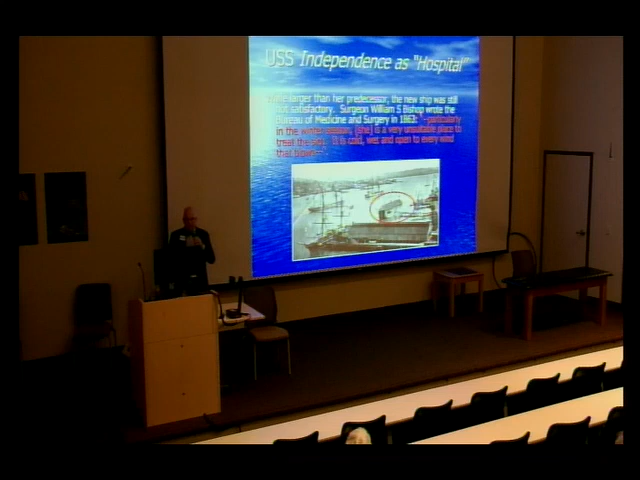 USS Independence as "Hospital"
larger than her predecessor, the new ship was still
not satisfactory. Surgeon William S Bishop wrote the
Bureau of Medicine and Surgery in 1863: "-particularly
in the winter season, [she] is a very unsuitable place to
treat the sick. It is cold, wet and open to every wind
that blows